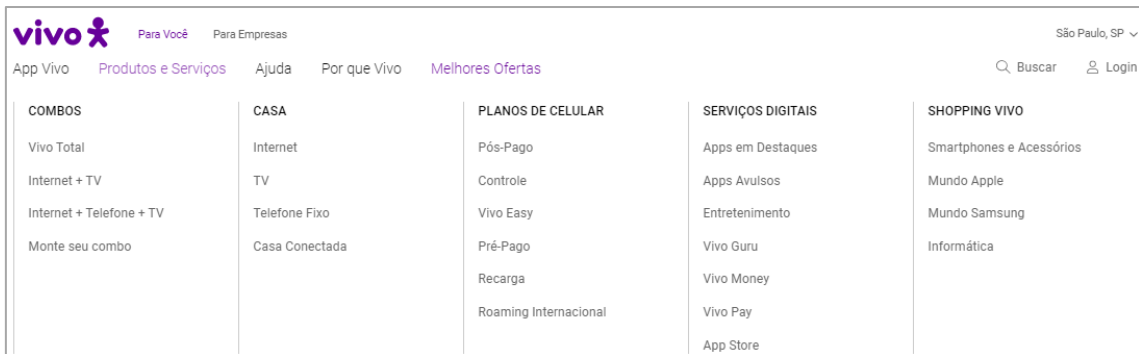 vivo Para Você Para Empresas São Paulo, SP
App Vivo Produtos e Serviços Ajuda Por que Vivo Melhores Ofertas Buscar Login
COMBOS
Vivo Total
Internet + TV
Internet + Telefone + TV
Monte seu combo
CASA
Internet
TV
Telefone Fixo
Casa Conectada
PLANOS DE CELULAR
Pós-Pago
Controle
Vivo Easy
Pré-Pago
Recarga
Roaming Internacional
SERVIÇOS DIGITAIS
Apps em Destaques
Apps Avulsos
Entretenimento
Vivo Guru
Vivo Money
Vivo Pay
App Store
SHOPPING VIVO
Smartphones e Acessórios
Mundo Apple
Mundo Samsung
Informática